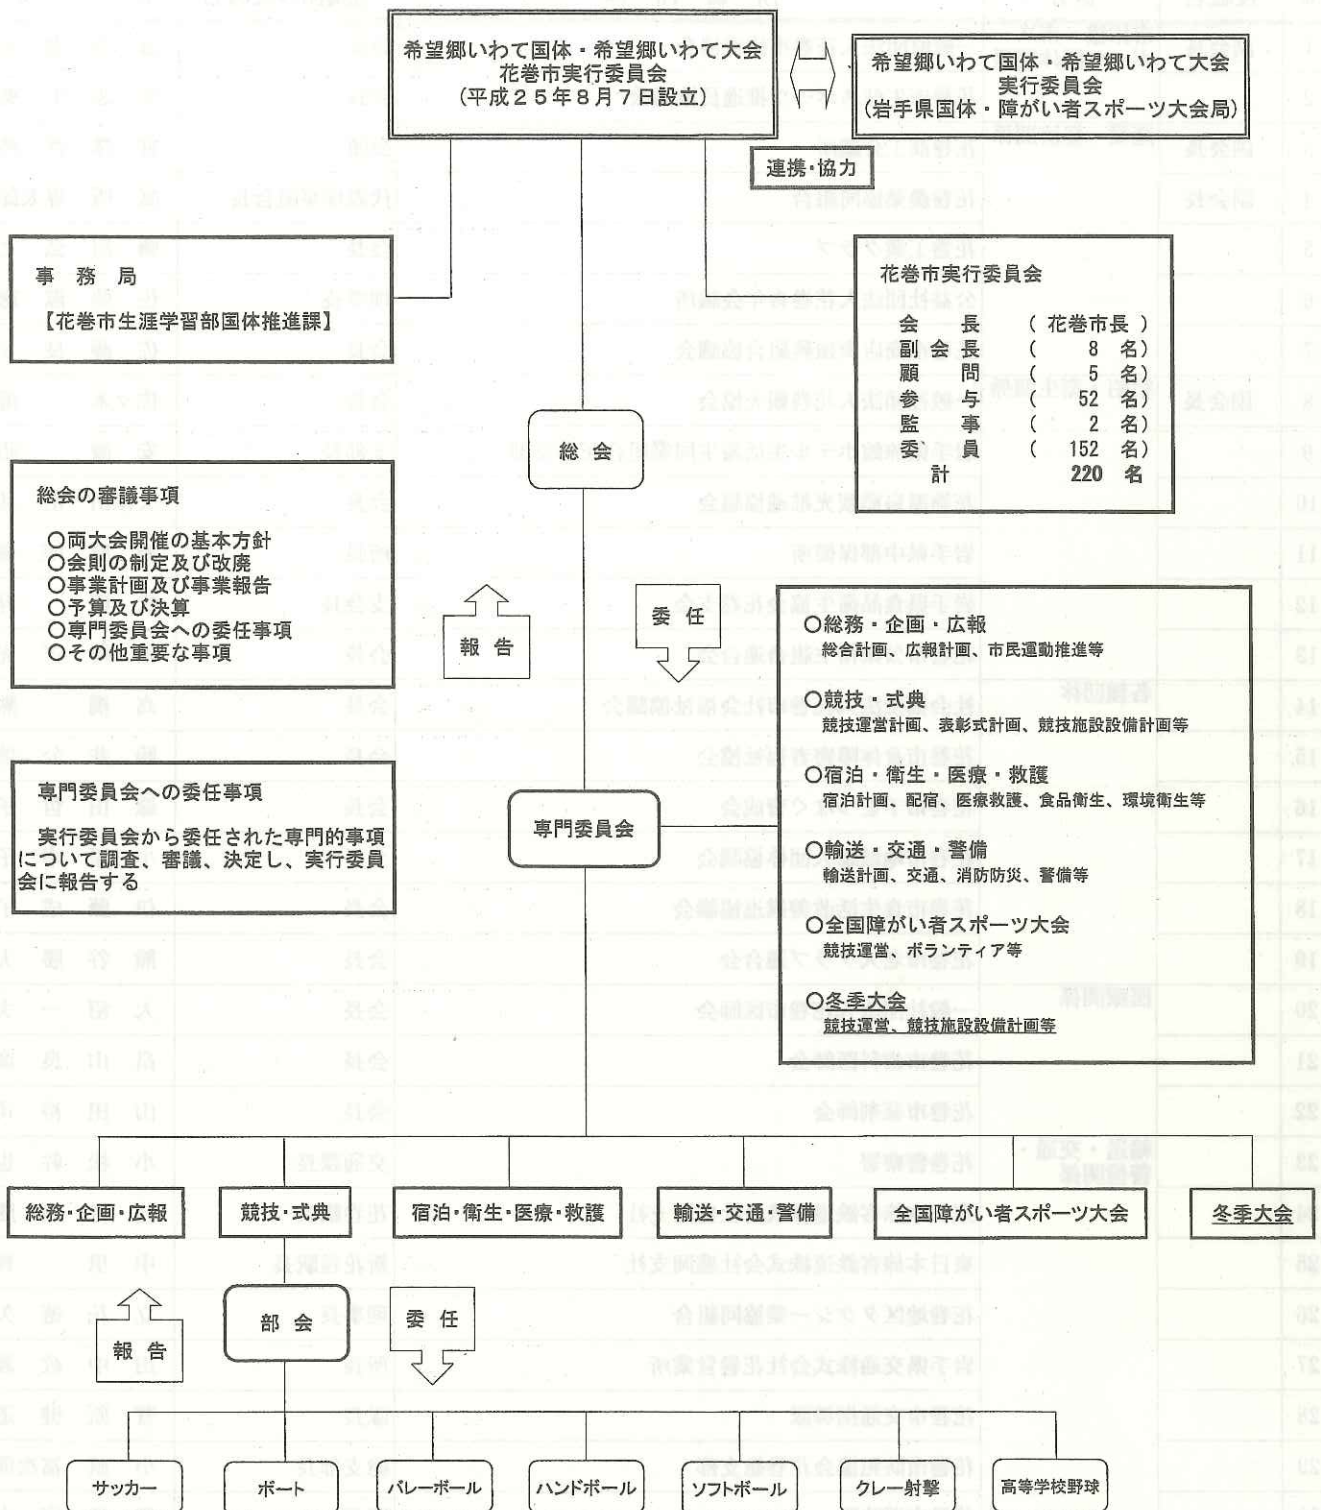 希望郷いわて国体・希望郷いわて大会
花巻市実行委員会
(平成25年8月7日設立)
希望郷いわて国体・希望郷いわて大会
実行委員会
(岩手県国体・障がい者スポーツ大会局)
連携・協力
事 務 局
【花巻市生涯学習部国体推進課】
花巻市実行委員会
会 長 ( 花巻市長 )
副 会 長 ( 8 名)
顧 問 ( 5 名)
参 与 ( 52 名)
監 事 ( 2 名)
委 員 ( 152 名)
計 220 名
総 会
総会の審議事項
○両大会開催の基本方針
○会則の制定及び改廃
○事業計画及び事業報告
○予算及び決算
○専門委員会への委任事項
○その他重要な事項
報 告
委 任
○総務・企画・広報
総合計画、広報計画、市民運動推進等
○競技・式典
競技運営計画、表彰式計画、競技施設設備計画等
○宿泊・衛生・医療・救護
宿泊計画、配宿、医療救護、食品衛生、環境衛生等
○輸送・交通・警備
輸送計画、交通、消防防災、警備等
○全国障がい者スポーツ大会
競技運営、ボランティア等
○冬季大会
競技運営、競技施設設備計画等
専門委員会への委任事項
実行委員会から委任された専門的事項
について調査、審議、決定し、実行委員
会に報告する
専門委員会
総務・企画・広報
競技・式典
宿泊・衛生・医療・救護
輸送・交通・警備
全国障がい者スポーツ大会
冬季大会
報 告
部 会
委 任
サッカー
ボート
バレーボール
ハンドボール
ソフトボール
クレー射撃
高等学校野球